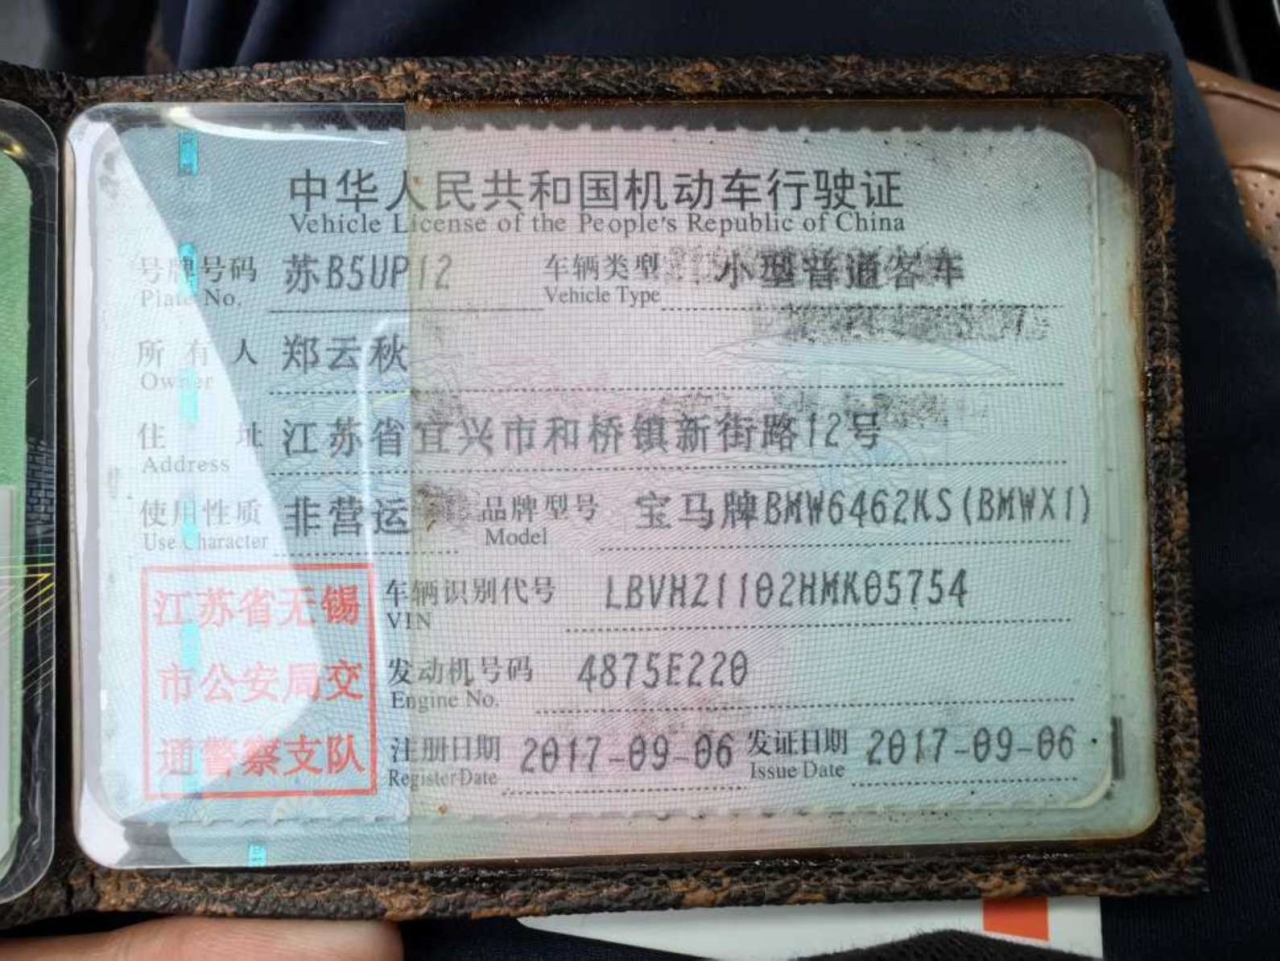 中华人民共和国机动车行驶证
Vehicle License of the People's Republic of China
号牌号码 苏B5UP12 车辆类型 小型普通客车
Plate No. Vehicle Type
所有人 郑云秋
Owner
住址 江苏省宜兴市和桥镇新街路12号
Address
使用性质 非营运 品牌型号 宝马牌BMW6462KS(BMWX1)
Use Character Model
江苏省无锡
市公安局交
通警察支队
车辆识别代号 LBVHZ1102HMK05754
VIN
发动机号码 4875E220
Engine No.
注册日期 2017-09-06 发证日期 2017-09-06
Register Date Issue Date